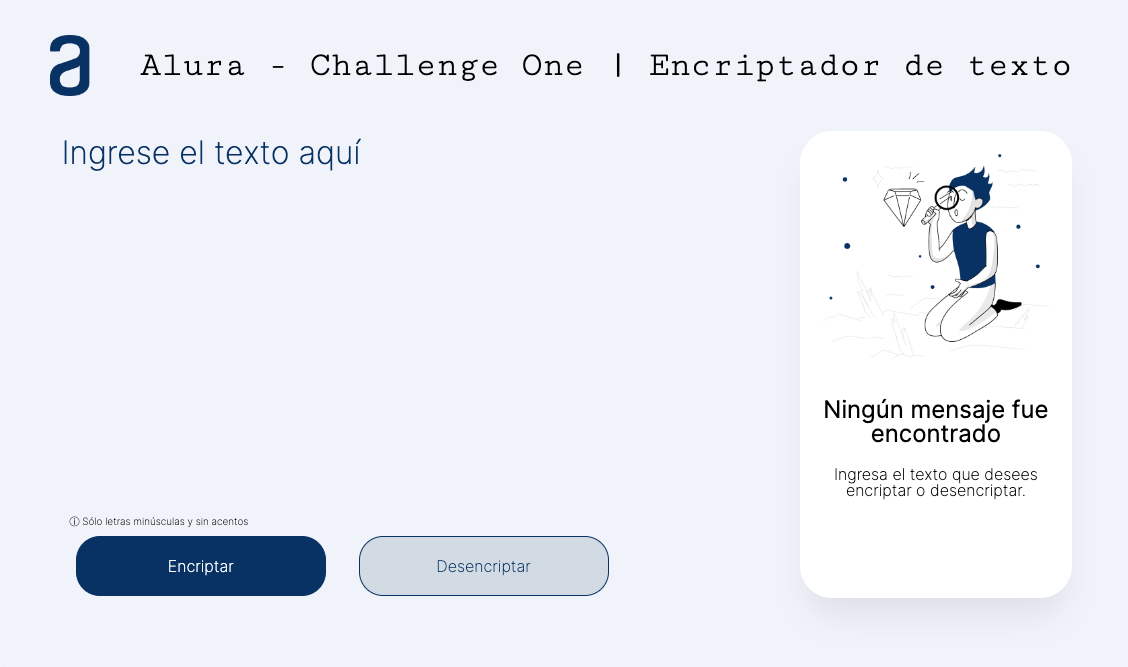 a
Alura - Challenge One | Encriptador de texto
Ingrese el texto aquí
Ningún mensaje fue
encontrado
Ingresa el texto que desees
encriptar o desencriptar.
ⓘ Sólo letras minúsculas y sin acentos
Encriptar
Desencriptar